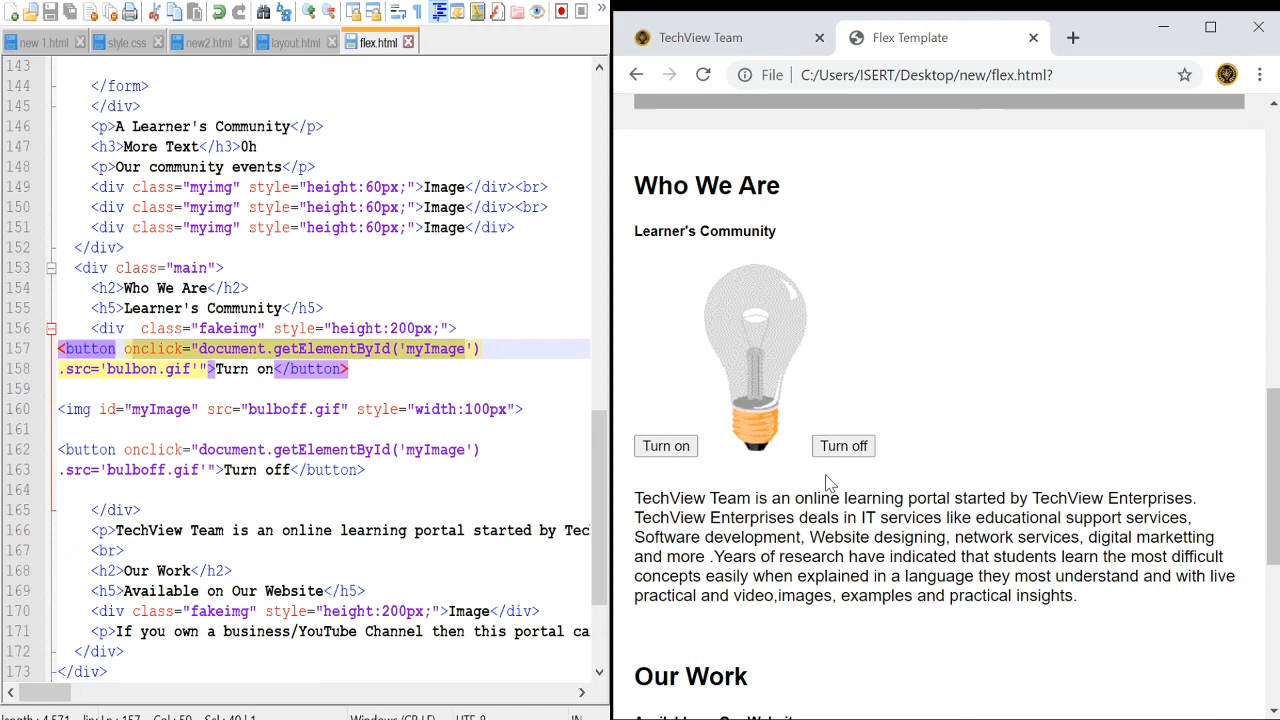 new 1.html
style.css
new2.html
layout.html
flex.html
143
144 </form>
145 </div>
146 <p>A Learner's Community</p>
147 <h3>More Text</h3>0h
148 <p>Our community events</p>
149 <div class="myimg" style="height:60px;">Image</div><br>
150 <div class="myimg" style="height:60px;">Image</div><br>
151 <div class="myimg" style="height:60px;">Image</div>
152 </div>
153 <div class="main">
154 <h2>Who We Are</h2>
155 <h5>Learner's Community</h5>
156 <div  class="fakeimg" style="height:200px;">
157 <button onclick="document.getElementById('myImage')
158 .src='bulbon.gif'">Turn on</button>
159
160 <img id="myImage" src="bulboff.gif" style="width:100px">
161
162 <button onclick="document.getElementById('myImage')
163 .src='bulboff.gif'">Turn off</button>
164
165 </div>
166 <p>TechView Team is an online learning portal started by Tec
167 <br>
168 <h2>Our Work</h2>
169 <h5>Available on Our Website</h5>
170 <div class="fakeimg" style="height:200px;">Image</div>
171 <p>If you own a business/YouTube Channel then this portal ca
172 </div>
173 </div>
TechView Team
Flex Template
File C:/Users/ISERT/Desktop/new/flex.html?
Who We Are
Learner's Community
Turn on
Turn off
TechView Team is an online learning portal started by TechView Enterprises.
TechView Enterprises deals in IT services like educational support services,
Software development, Website designing, network services, digital marketting
and more .Years of research have indicated that students learn the most difficult
concepts easily when explained in a language they most understand and with live
practical and video,images, examples and practical insights.
Our Work